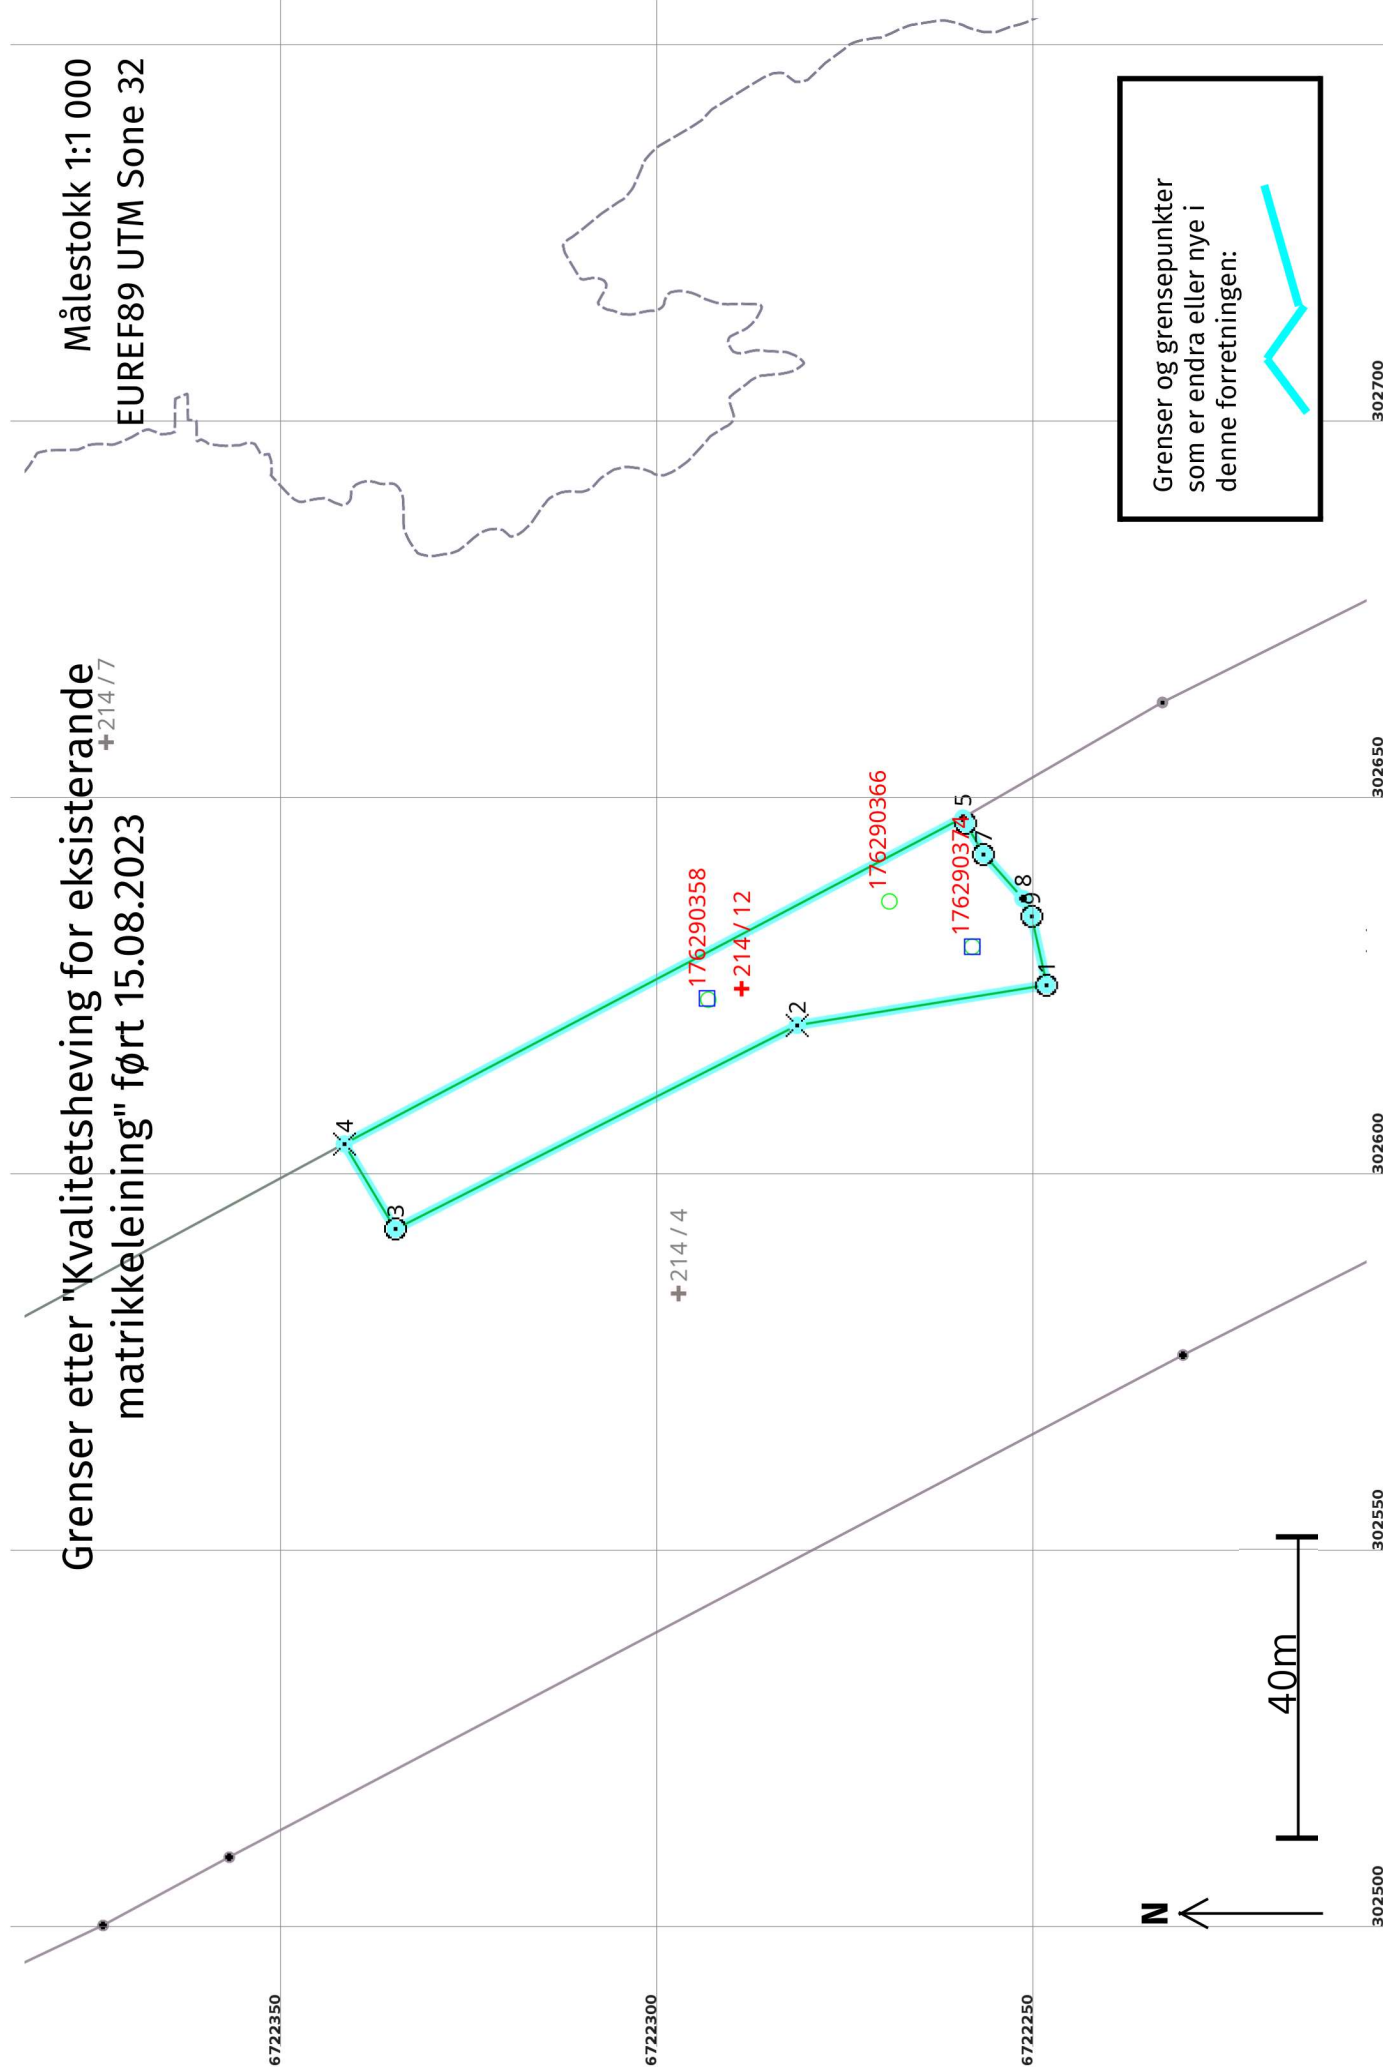 Grenser etter "Kvalitetsheving for eksisterande
matrikkeleining" ført 15.08.2023
Målestokk 1:1 000
EUREF89 UTM Sone 32
214 / 7
4
3
214 / 4
176290358
214 / 12
2
176290366
176290374
5
7
8
9
1
Grenser og grensepunkter
som er endra eller nye i
denne forretningen:
N
40m
6722350
6722300
6722250
302500
302550
302600
302650
302700